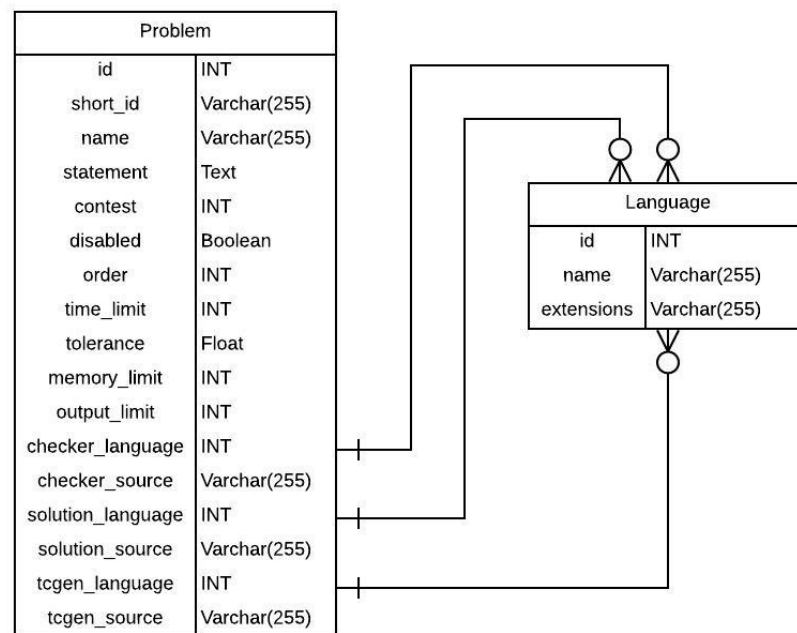 Problem
id INT
short_id Varchar(255)
name Varchar(255)
statement Text
contest INT
disabled Boolean
order INT
time_limit INT
tolerance Float
memory_limit INT
output_limit INT
checker_language INT
checker_source Varchar(255)
solution_language INT
solution_source Varchar(255)
tcgen_language INT
tcgen_source Varchar(255)
Language
id INT
name Varchar(255)
extensions Varchar(255)